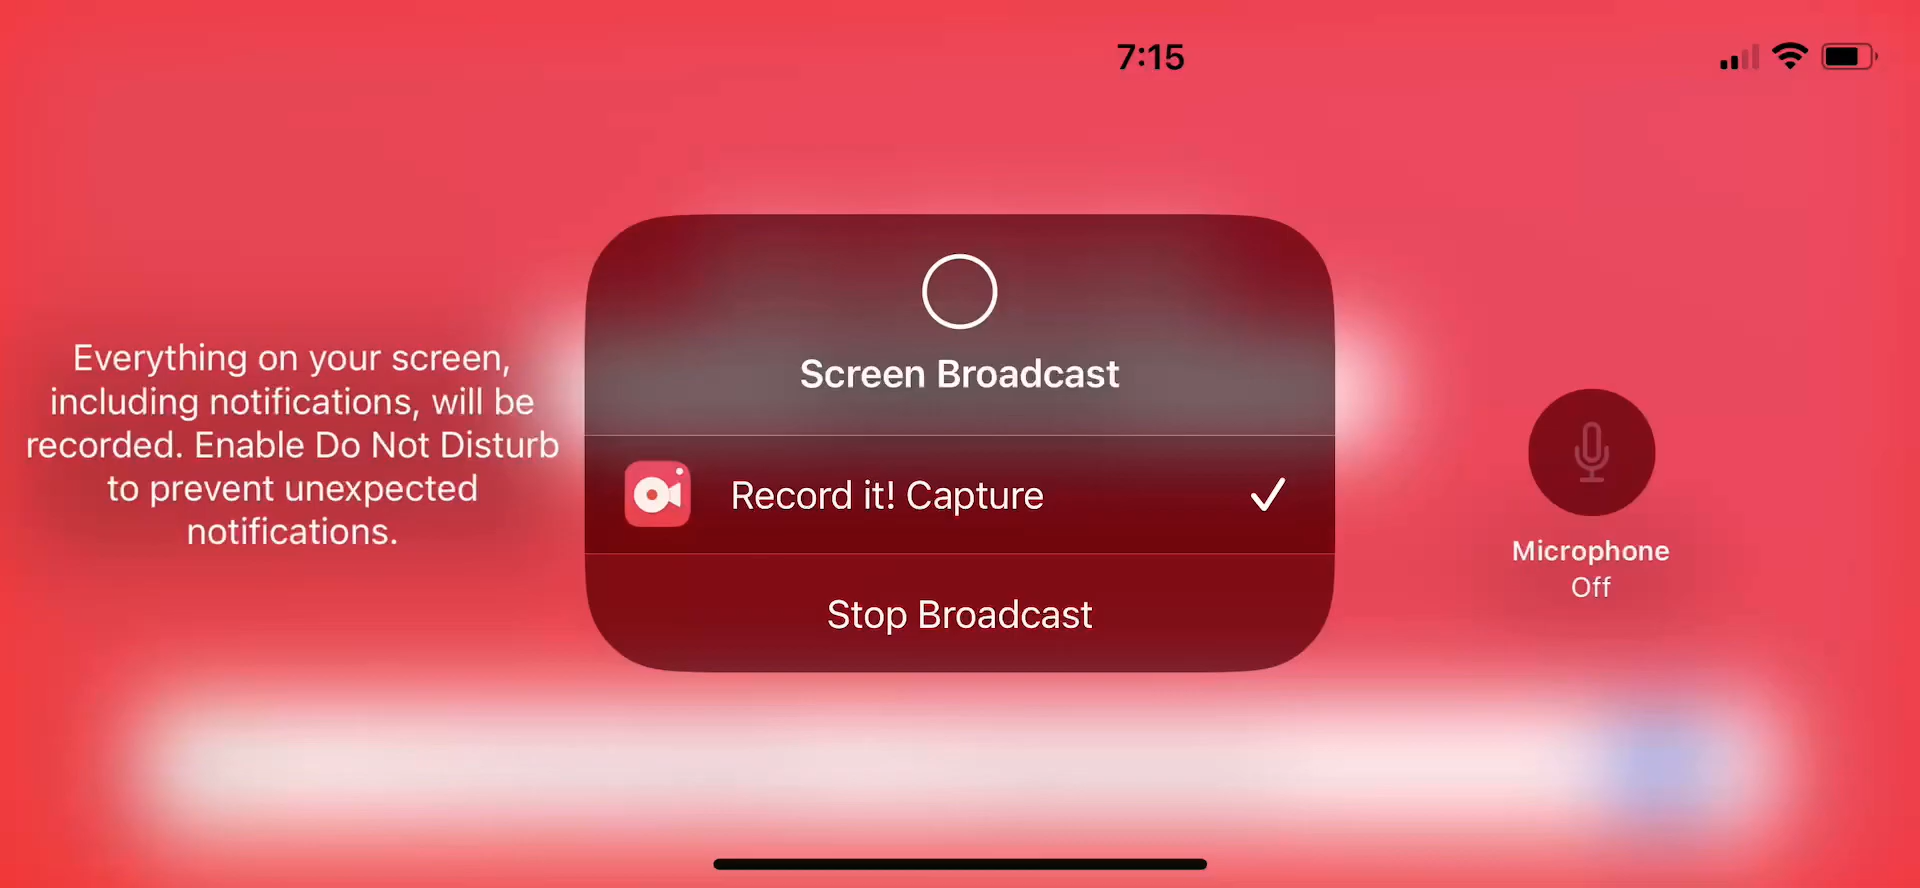 7:15
Everything on your screen,
including notifications, will be
recorded. Enable Do Not Disturb
to prevent unexpected
notifications.
Screen Broadcast
Record it! Capture
Stop Broadcast
Microphone
Off